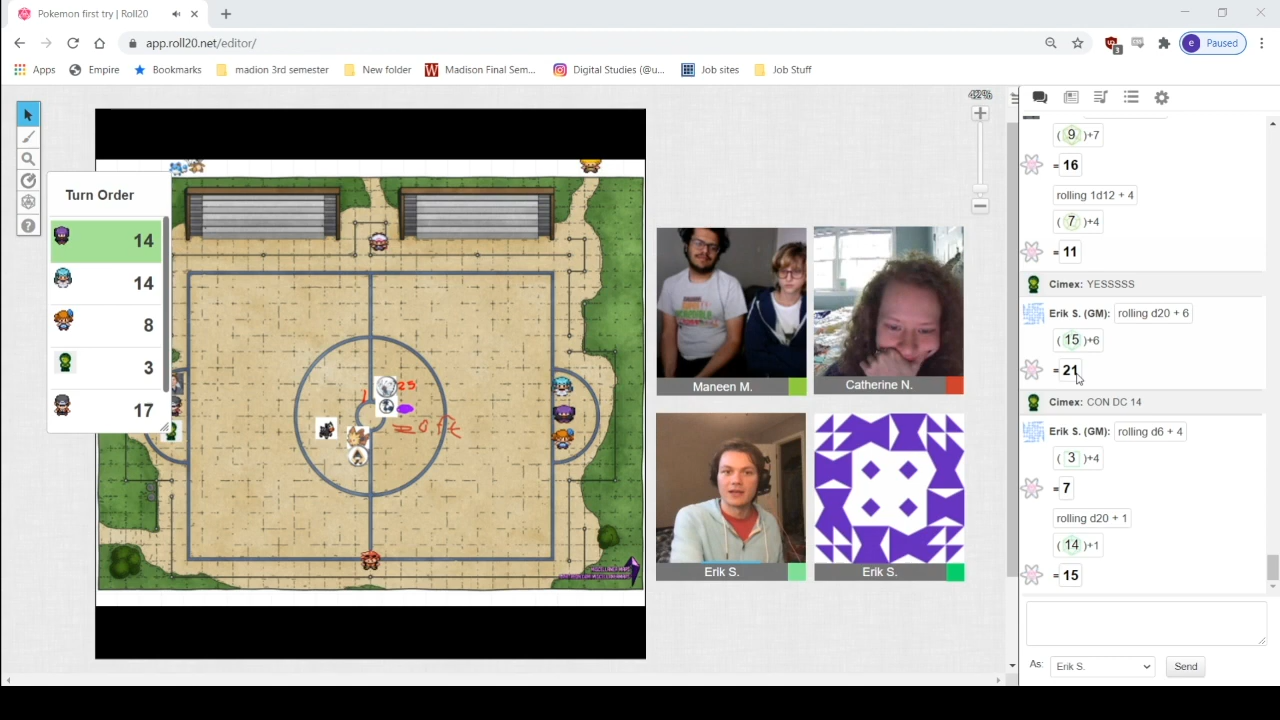 Pokemon first try | Roll20
app.roll20.net/editor/
3
e Paused
Apps Empire Bookmarks madion 3rd semester New folder Madison Final Sem... Digital Studies (@u... Job sites Job Stuff
42%
Turn Order
14
14
8
3
17
25
20 ft
Maneen M.
Catherine N.
Erik S.
Erik S.
( 9 )+7
= 16
rolling 1d12 + 4
( 7 )+4
= 11
Cimex: YESSSSS
Erik S. (GM): rolling d20 + 6
( 15 )+6
= 21
Cimex: CON DC 14
Erik S. (GM): rolling d6 + 4
( 3 )+4
= 7
rolling d20 + 1
( 14 )+1
= 15
As: Erik S. Send